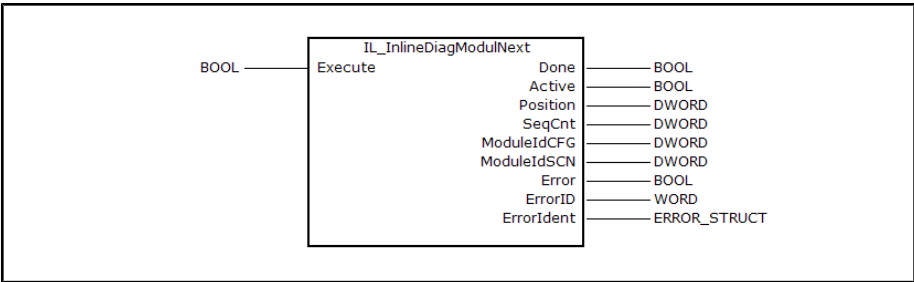 IL_InlineDiagModulNext
BOOL Execute Done BOOL
Active BOOL
Position DWORD
SeqCnt DWORD
ModuleIdCFG DWORD
ModuleIdSCN DWORD
Error BOOL
ErrorID WORD
ErrorIdent ERROR_STRUCT